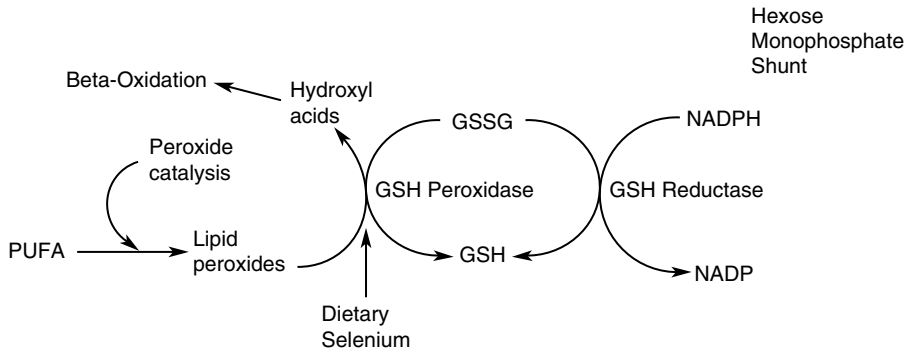 Hexose
Monophosphate
Shunt
Beta-Oxidation
Hydroxyl
acids
GSSG
NADPH
Peroxide
catalysis
GSH Peroxidase
GSH Reductase
PUFA
Lipid
peroxides
GSH
NADP
Dietary
Selenium